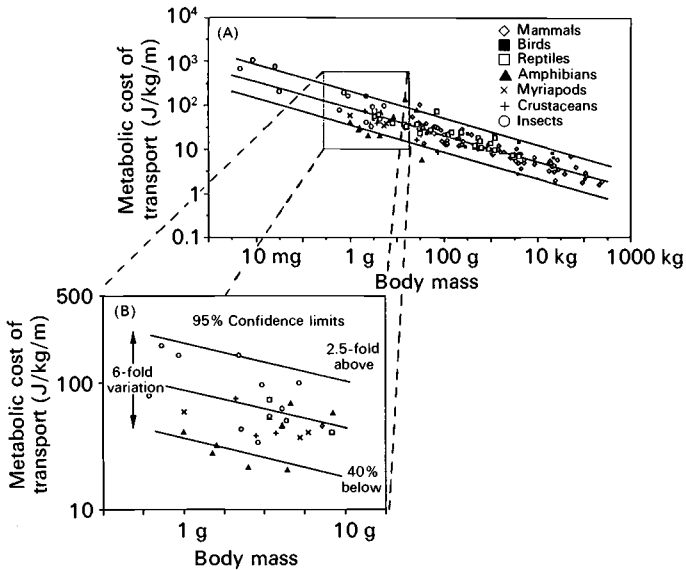 (A)
Metabolic cost of
transport (J/kg/m)
10⁴
10³
10²
10
1
0.1
10 mg
1 g
100 g
10 kg
1000 kg
Body mass
Mammals
Birds
Reptiles
Amphibians
Myriapods
Crustaceans
Insects
(B)
Metabolic cost of
transport (J/kg/m)
500
100
10
95% Confidence limits
2.5-fold
above
6-fold
variation
40%
below
1 g
10 g
Body mass